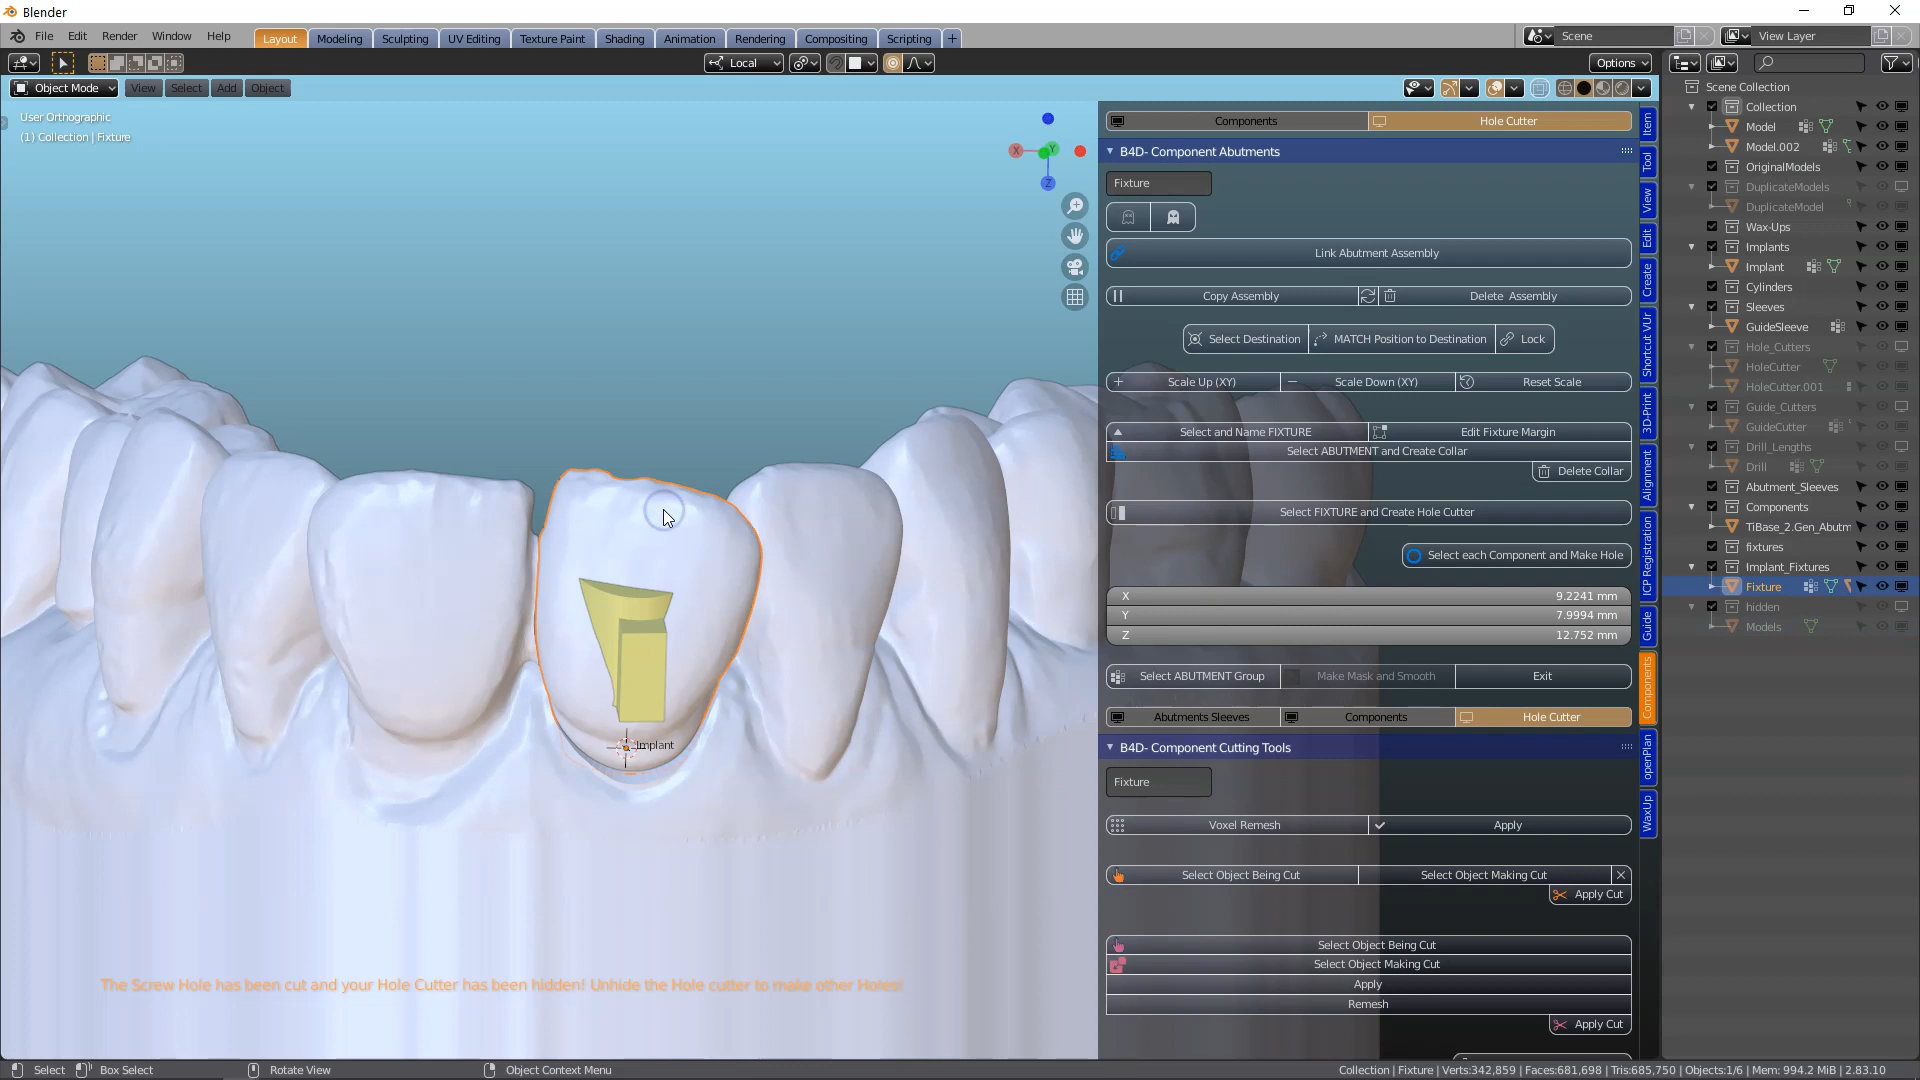 Blender
File Edit Render Window Help Layout Modeling Sculpting UV Editing Texture Paint Shading Animation Rendering Compositing Scripting + Scene View Layer
Local Options
Object Mode View Select Add Object
User Orthographic
(1) Collection | Fixture
X Y Z
Implant
The Screw Hole has been cut and your Hole Cutter has been hidden! Unhide the Hole cutter to make other Holes!
Components Hole Cutter
B4D- Component Abutments
Fixture
Link Abutment Assembly
Copy Assembly Delete Assembly
Select Destination MATCH Position to Destination Lock
Scale Up (XY) Scale Down (XY) Reset Scale
Select and Name FIXTURE Edit Fixture Margin
Select ABUTMENT and Create Collar
Delete Collar
Select FIXTURE and Create Hole Cutter
Select each Component and Make Hole
X 9.2241 mm
Y 7.9994 mm
Z 12.752 mm
Select ABUTMENT Group Make Mask and Smooth Exit
Abutments Sleeves Components Hole Cutter
B4D- Component Cutting Tools
Fixture
Voxel Remesh Apply
Select Object Being Cut Select Object Making Cut
Apply Cut
Select Object Being Cut
Select Object Making Cut
Apply
Remesh
Apply Cut
Item
Tool
View
Edit
Create
Shortcut VUr
3D-Print
Alignment
ICP Registration
Guide
Components
openPlan
WaxUp
Scene Collection
Collection
Model
Model.002
OriginalModels
DuplicateModels
DuplicateModel
Wax-Ups
Implants
Implant
Cylinders
Sleeves
GuideSleeve
Hole_Cutters
HoleCutter
HoleCutter.001
Guide_Cutters
GuideCutter
Drill_Lengths
Drill
Abutment_Sleeves
Components
TiBase_2.Gen_Abutm
fixtures
Implant_Fixtures
Fixture
hidden
Models
Select Box Select Rotate View Object Context Menu Collection | Fixture | Verts:342,859 | Faces:681,698 | Tris:685,750 | Objects:1/6 | Mem: 994.2 MiB | 2.83.10